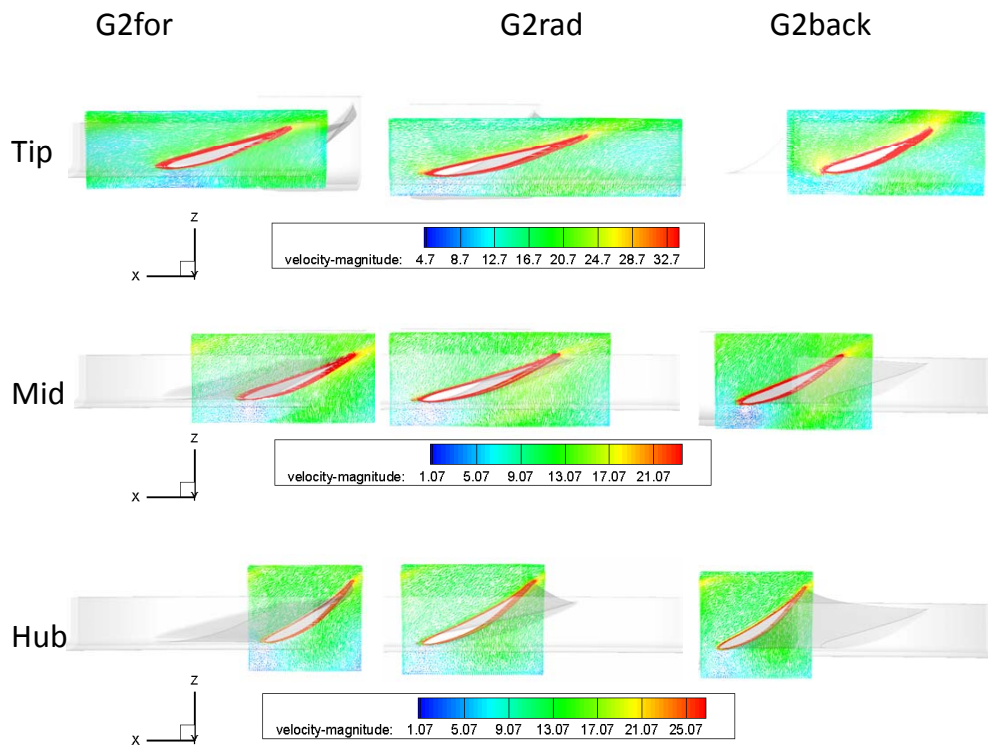 G2for G2rad G2back
Tip
Z
X Y
velocity-magnitude: 4.7 8.7 12.7 16.7 20.7 24.7 28.7 32.7
Mid
Z
X Y
velocity-magnitude: 1.07 5.07 9.07 13.07 17.07 21.07
Hub
Z
X Y
velocity-magnitude: 1.07 5.07 9.07 13.07 17.07 21.07 25.07